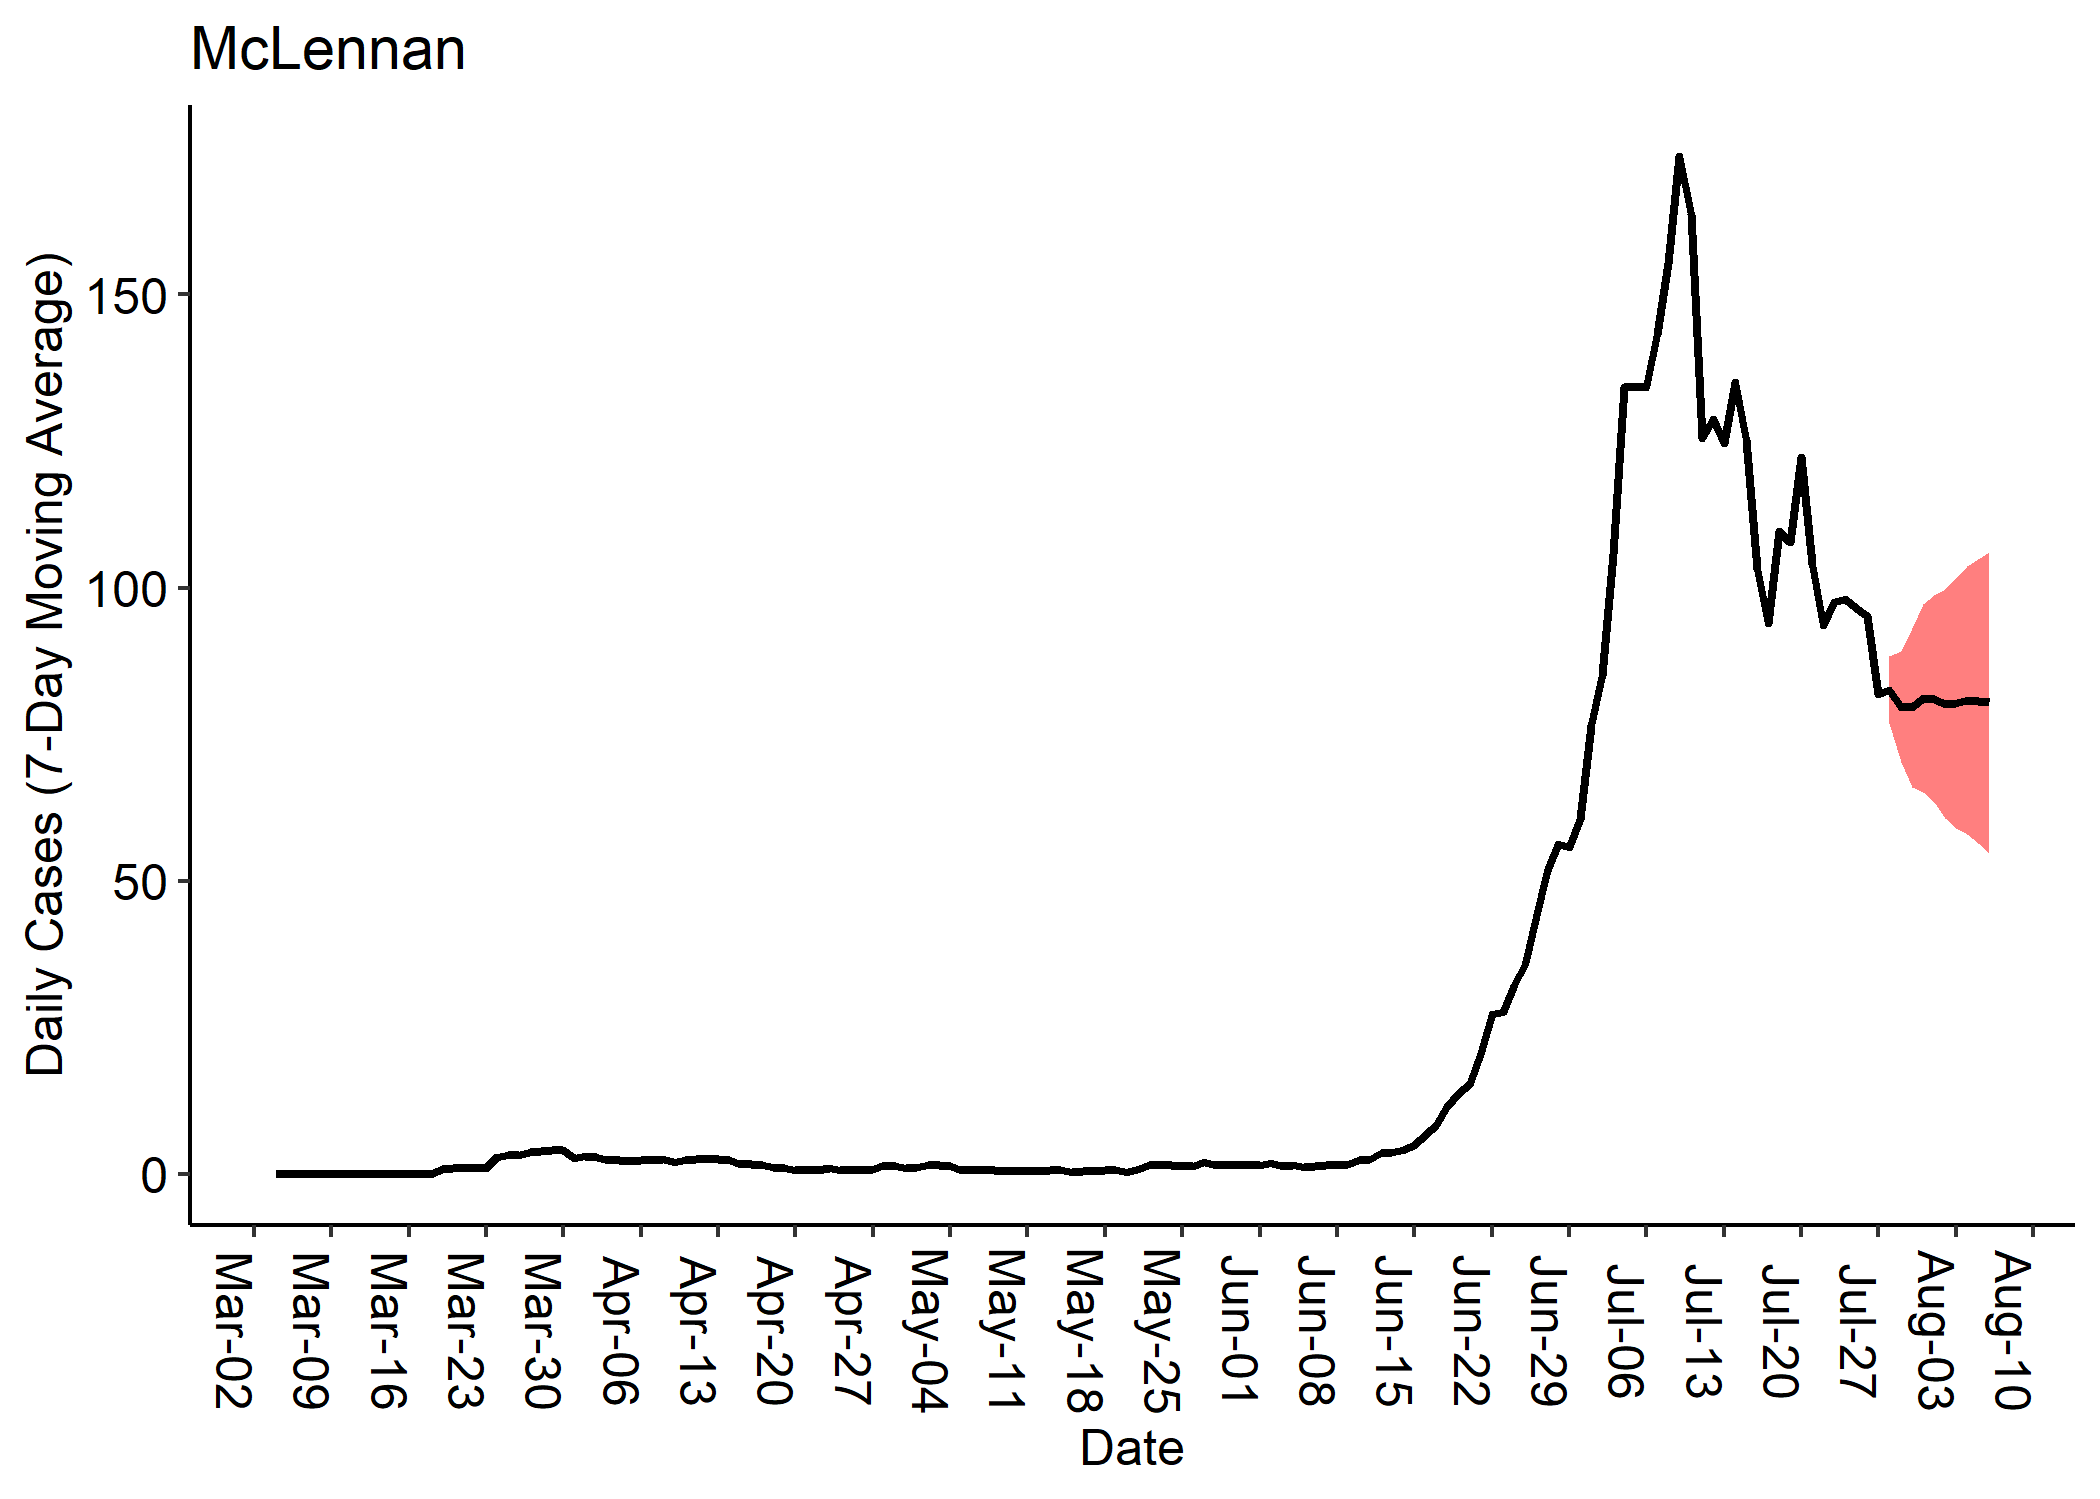 McLennan
Daily Cases (7-Day Moving Average)
150
100
50
0
Mar-02
Mar-09
Mar-16
Mar-23
Mar-30
Apr-06
Apr-13
Apr-20
Apr-27
May-04
May-11
May-18
May-25
Jun-01
Jun-08
Jun-15
Jun-22
Jun-29
Jul-06
Jul-13
Jul-20
Jul-27
Aug-03
Aug-10
Date